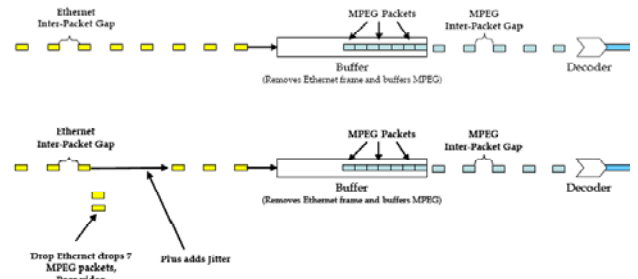 Ethernet
Inter-Packet Gap
MPEG Packets
MPEG
Inter-Packet Gap
Buffer
(Removes Ethernet frame and buffers MPEG)
Decoder
Ethernet
Inter-Packet Gap
MPEG Packets
MPEG
Inter-Packet Gap
Buffer
(Removes Ethernet frame and buffers MPEG)
Decoder
Drop Ethernet drops 7
MPEG packets,
Plus adds Jitter